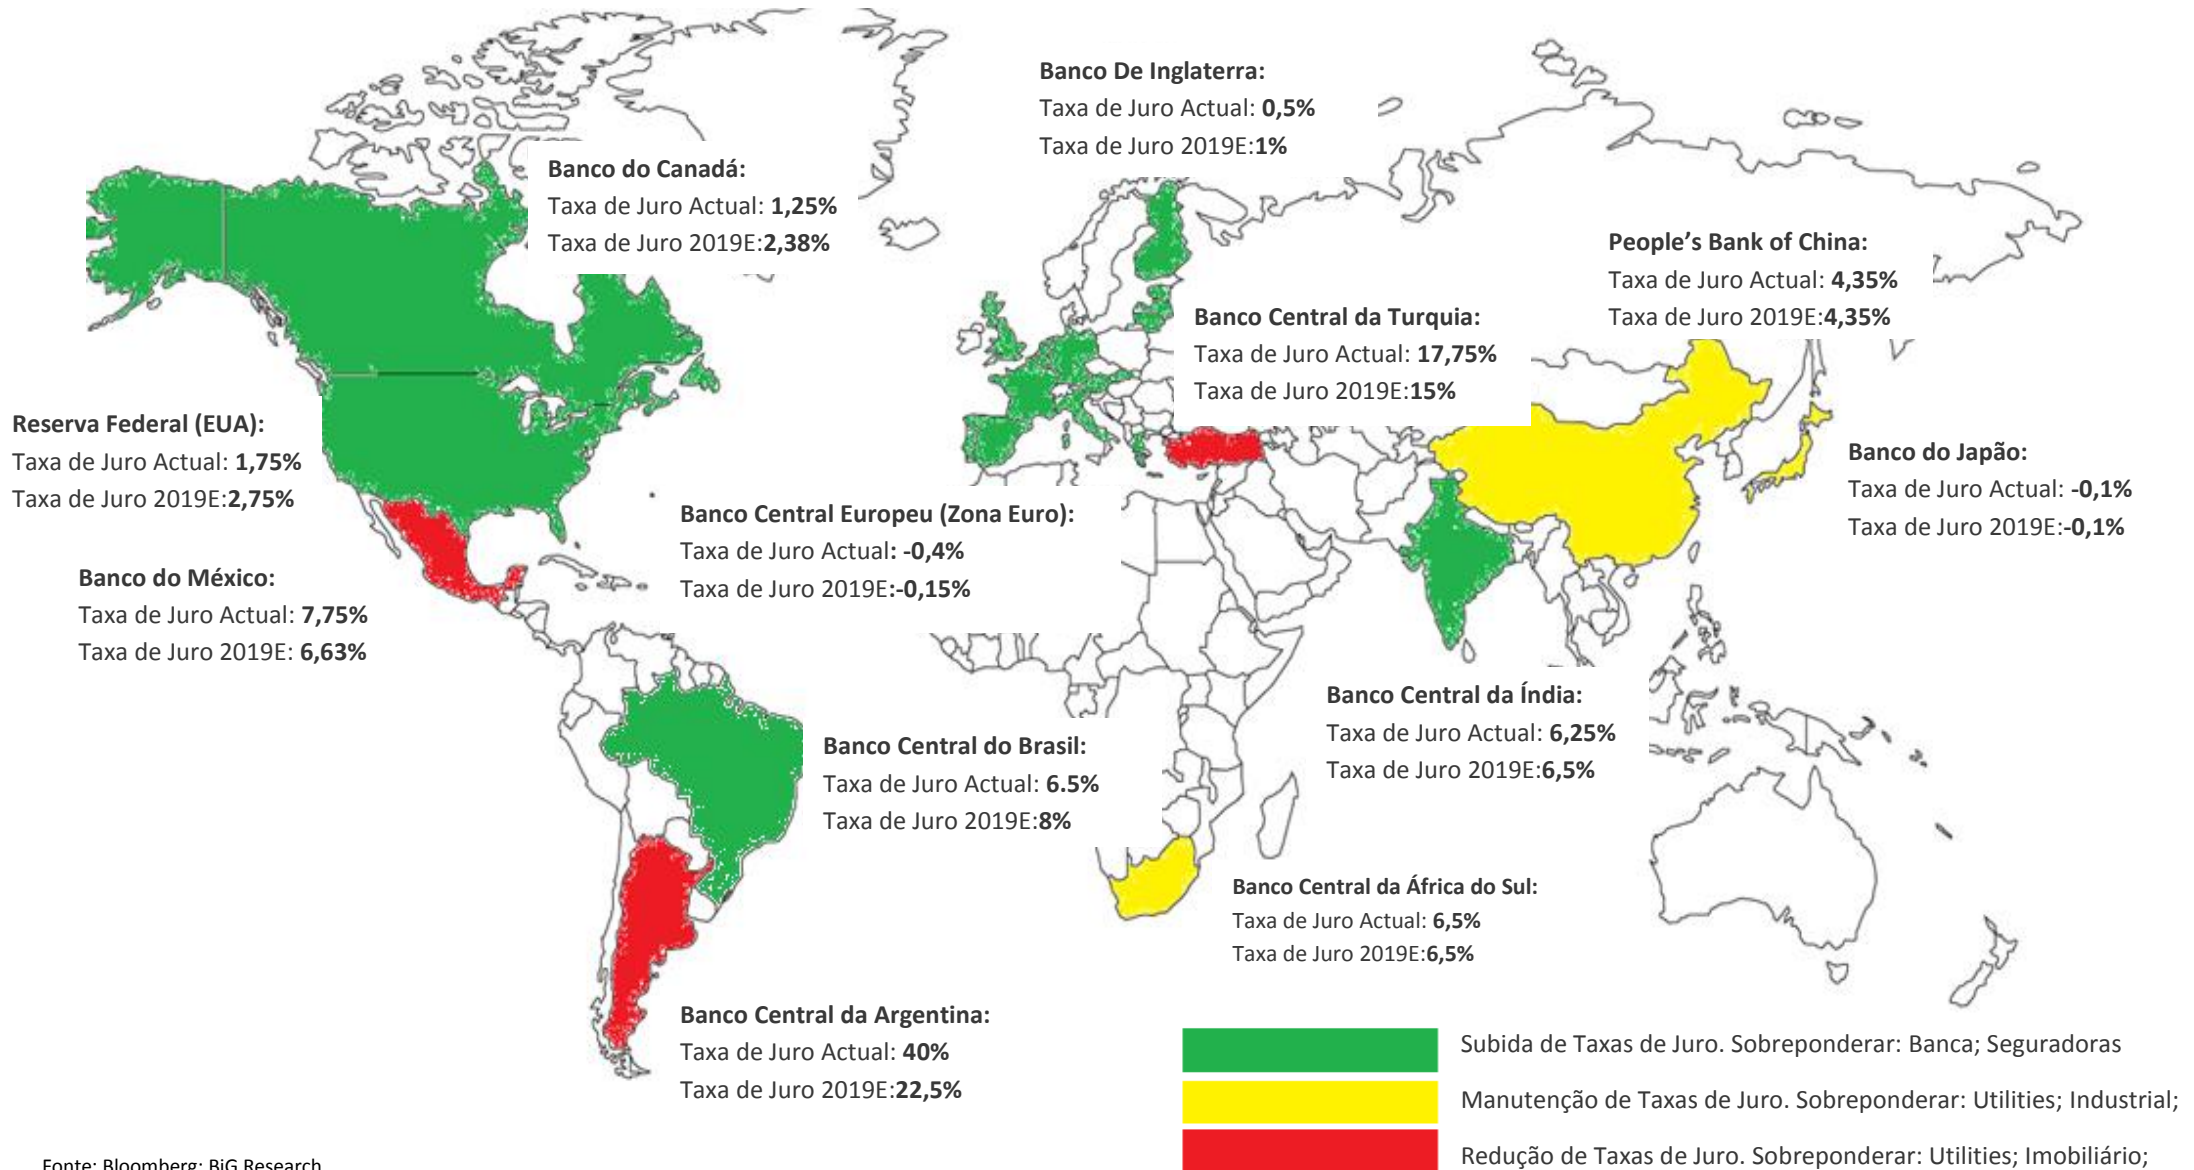 Banco De Inglaterra:
Taxa de Juro Actual: 0,5%
Taxa de Juro 2019E:1%
Banco do Canadá:
Taxa de Juro Actual: 1,25%
Taxa de Juro 2019E:2,38%
People’s Bank of China:
Taxa de Juro Actual: 4,35%
Taxa de Juro 2019E:4,35%
Banco Central da Turquia:
Taxa de Juro Actual: 17,75%
Taxa de Juro 2019E:15%
Reserva Federal (EUA):
Taxa de Juro Actual: 1,75%
Taxa de Juro 2019E:2,75%
Banco do Japão:
Taxa de Juro Actual: -0,1%
Taxa de Juro 2019E:-0,1%
Banco Central Europeu (Zona Euro):
Taxa de Juro Actual: -0,4%
Taxa de Juro 2019E:-0,15%
Banco do México:
Taxa de Juro Actual: 7,75%
Taxa de Juro 2019E: 6,63%
Banco Central da Índia:
Taxa de Juro Actual: 6,25%
Taxa de Juro 2019E:6,5%
Banco Central do Brasil:
Taxa de Juro Actual: 6.5%
Taxa de Juro 2019E:8%
Banco Central da África do Sul:
Taxa de Juro Actual: 6,5%
Taxa de Juro 2019E:6,5%
Banco Central da Argentina:
Taxa de Juro Actual: 40%
Taxa de Juro 2019E:22,5%
Subida de Taxas de Juro. Sobreponderar: Banca; Seguradoras
Manutenção de Taxas de Juro. Sobreponderar: Utilities; Industrial;
Redução de Taxas de Juro. Sobreponderar: Utilities; Imobiliário;
Fonte: Bloomberg; BiG Research